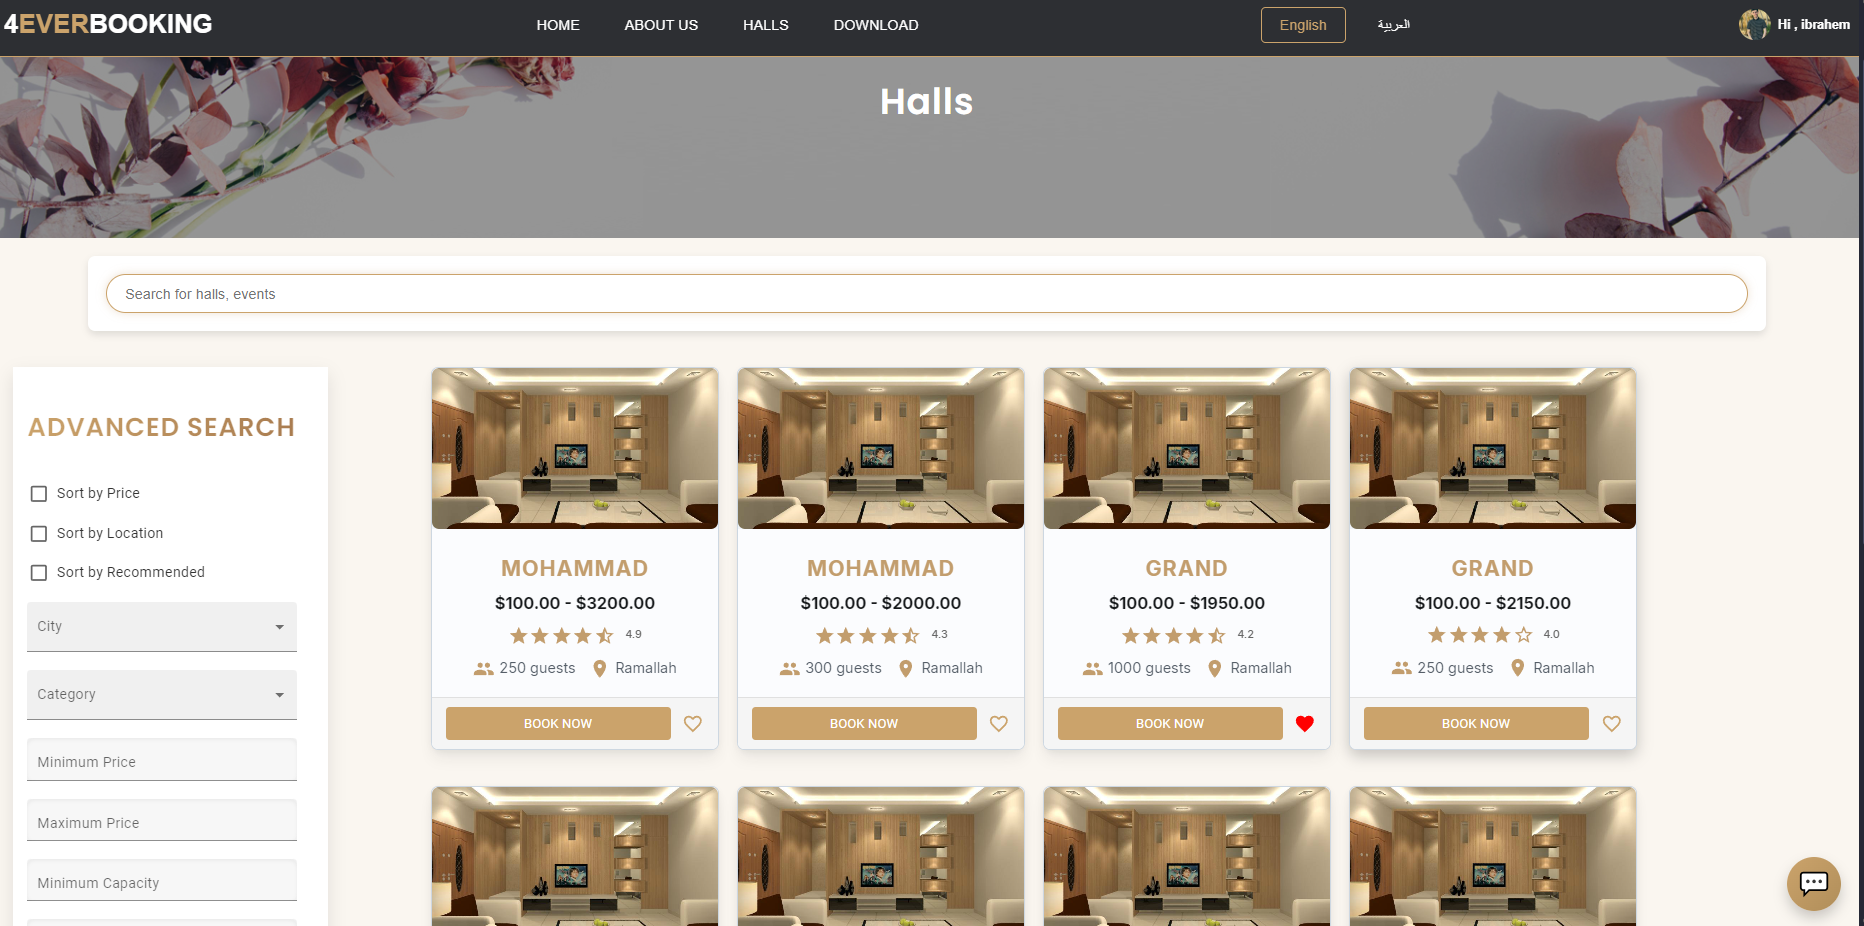 4EVERBOOKING
HOME ABOUT US HALLS DOWNLOAD
English العربية
Hi , ibrahem
Halls
Search for halls, events
ADVANCED SEARCH
Sort by Price
Sort by Location
Sort by Recommended
City
Category
Minimum Price
Maximum Price
Minimum Capacity
MOHAMMAD
$100.00 - $3200.00
4.9
250 guests Ramallah
BOOK NOW
MOHAMMAD
$100.00 - $2000.00
4.3
300 guests Ramallah
BOOK NOW
GRAND
$100.00 - $1950.00
4.2
1000 guests Ramallah
BOOK NOW
GRAND
$100.00 - $2150.00
4.0
250 guests Ramallah
BOOK NOW